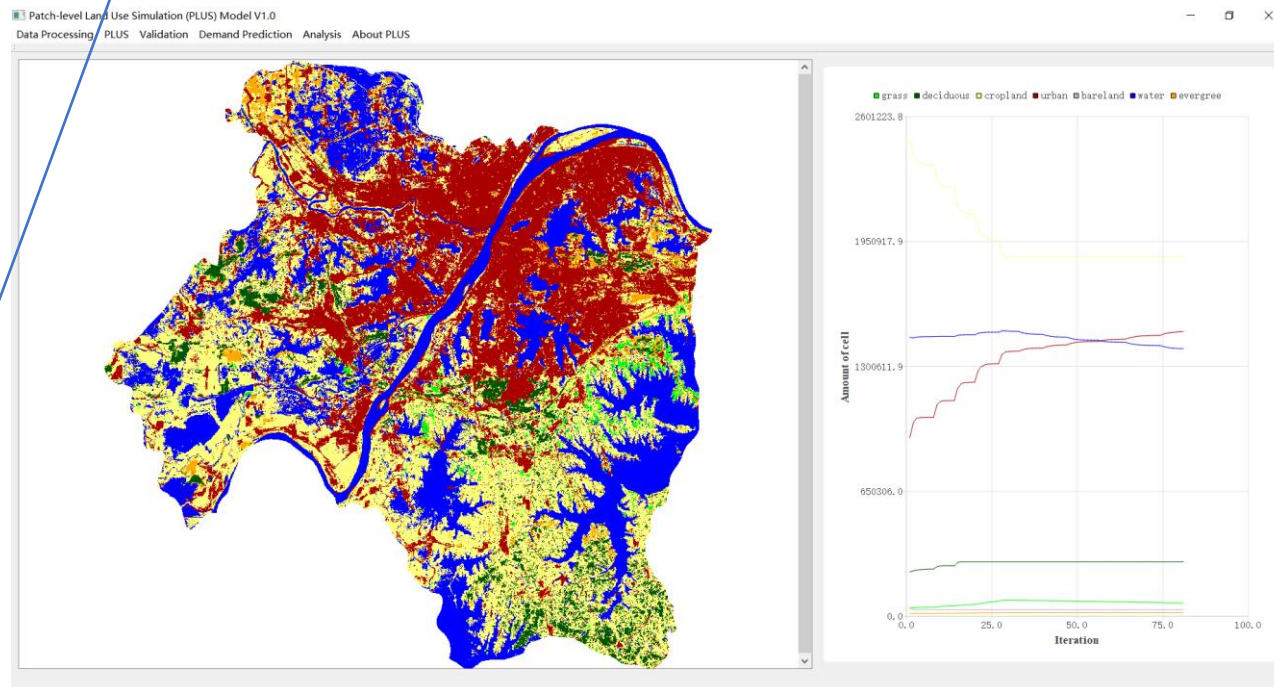 Patch-level Land Use Simulation (PLUS) Model V1.0
Data Processing PLUS Validation Demand Prediction Analysis About PLUS
grass deciduous cropland urban bareland water evergree
2601223.8
1950917.9
1300611.9
650306.0
0.0
Amount of cell
0.0 25.0 50.0 75.0 100.0
Iteration